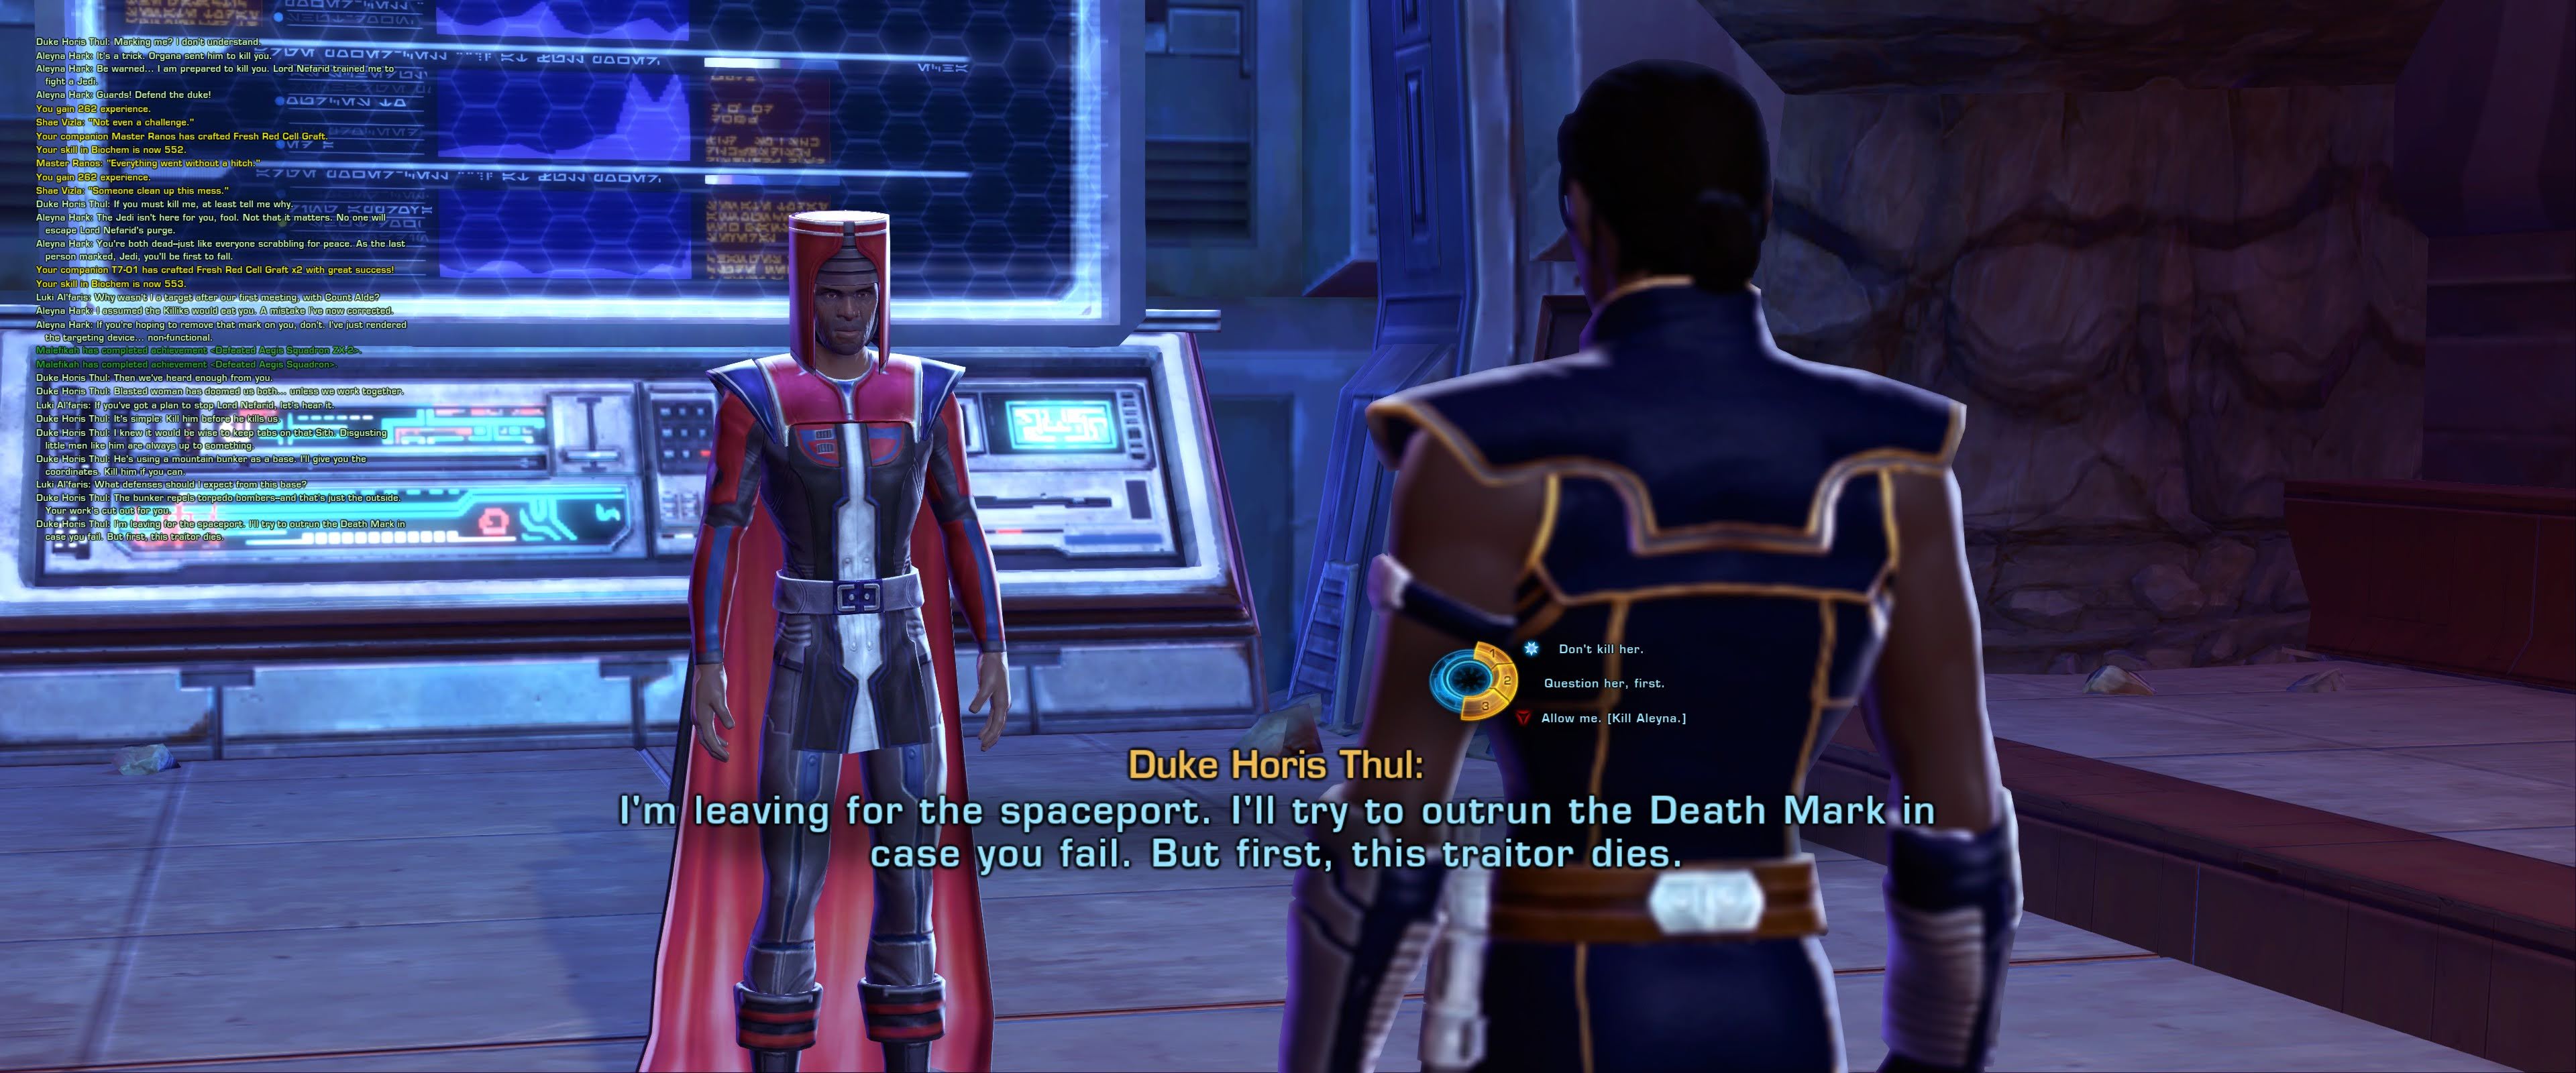 Duke Horis Thul: Marking me? I don't understand.
Aleyna Hark: It's a trick. Organa sent him to kill you.
Aleyna Hark: Be warned... I am prepared to kill you. Lord Nefarid trained me to
fight a Jedi.
Aleyna Hark: Guards! Defend the duke!
You gain 262 experience.
Shae Vizla: "Not even a challenge."
Your companion Master Ranos has crafted Fresh Red Cell Graft.
Your skill in Biochem is now 552.
Master Ranos: "Everything went without a hitch."
You gain 262 experience.
Shae Vizla: "Someone clean up this mess."
Duke Horis Thul: If you must kill me, at least tell me why.
Aleyna Hark: The Jedi isn't here for you, fool. Not that it matters. No one will
escape Lord Nefarid's purge.
Aleyna Hark: You're both dead–just like everyone scrabbling for peace. As the last
person marked, Jedi, you'll be first to fall.
Your companion T7-O1 has crafted Fresh Red Cell Graft x2 with great success!
Your skill in Biochem is now 553.
Luki Al'faris: Why wasn't I a target after our first meeting, with Count Alde?
Aleyna Hark: I assumed the Killiks would eat you. A mistake I've now corrected.
Aleyna Hark: If you're hoping to remove that mark on you, don't. I've just rendered
the targeting device... non-functional.
Malefikah has completed achievement <Defeated Aegis Squadron ZX-2>.
Malefikah has completed achievement <Defeated Aegis Squadron>.
Duke Horis Thul: Then we've heard enough from you.
Duke Horis Thul: Blasted woman has doomed us both... unless we work together.
Luki Al'faris: If you've got a plan to stop Lord Nefarid, let's hear it.
Duke Horis Thul: It's simple: Kill him before he kills us.
Duke Horis Thul: I knew it would be wise to keep tabs on that Sith. Disgusting
little men like him are always up to something.
Duke Horis Thul: He's using a mountain bunker as a base. I'll give you the
coordinates. Kill him if you can.
Luki Al'faris: What defenses should I expect from this base?
Duke Horis Thul: The bunker repels torpedo bombers–and that's just the outside.
Your work's cut out for you.
Duke Horis Thul: I'm leaving for the spaceport. I'll try to outrun the Death Mark in
case you fail. But first, this traitor dies.
1 Don't kill her.
2 Question her, first.
3 Allow me. [Kill Aleyna.]
Duke Horis Thul:
I'm leaving for the spaceport. I'll try to outrun the Death Mark in
case you fail. But first, this traitor dies.